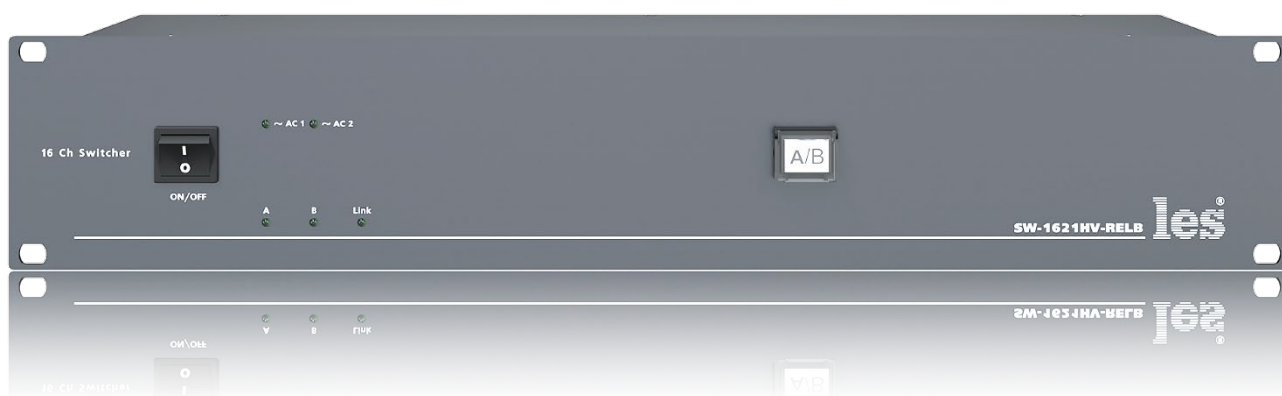 ~ AC 1 ~ AC 2
16 Ch Switcher
I
O
ON/OFF
A B Link
A/B
SW-1621HV-RELB
les®